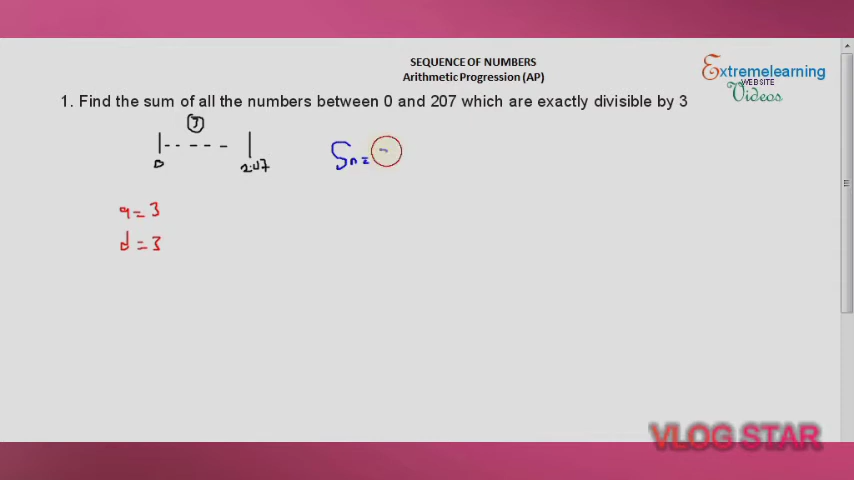 SEQUENCE OF NUMBERS
Arithmetic Progression (AP)
Extremelearning
WEBSITE
Videos
1. Find the sum of all the numbers between 0 and 207 which are exactly divisible by 3
0
207
Sn=
a=3
d=3
VLOG STAR